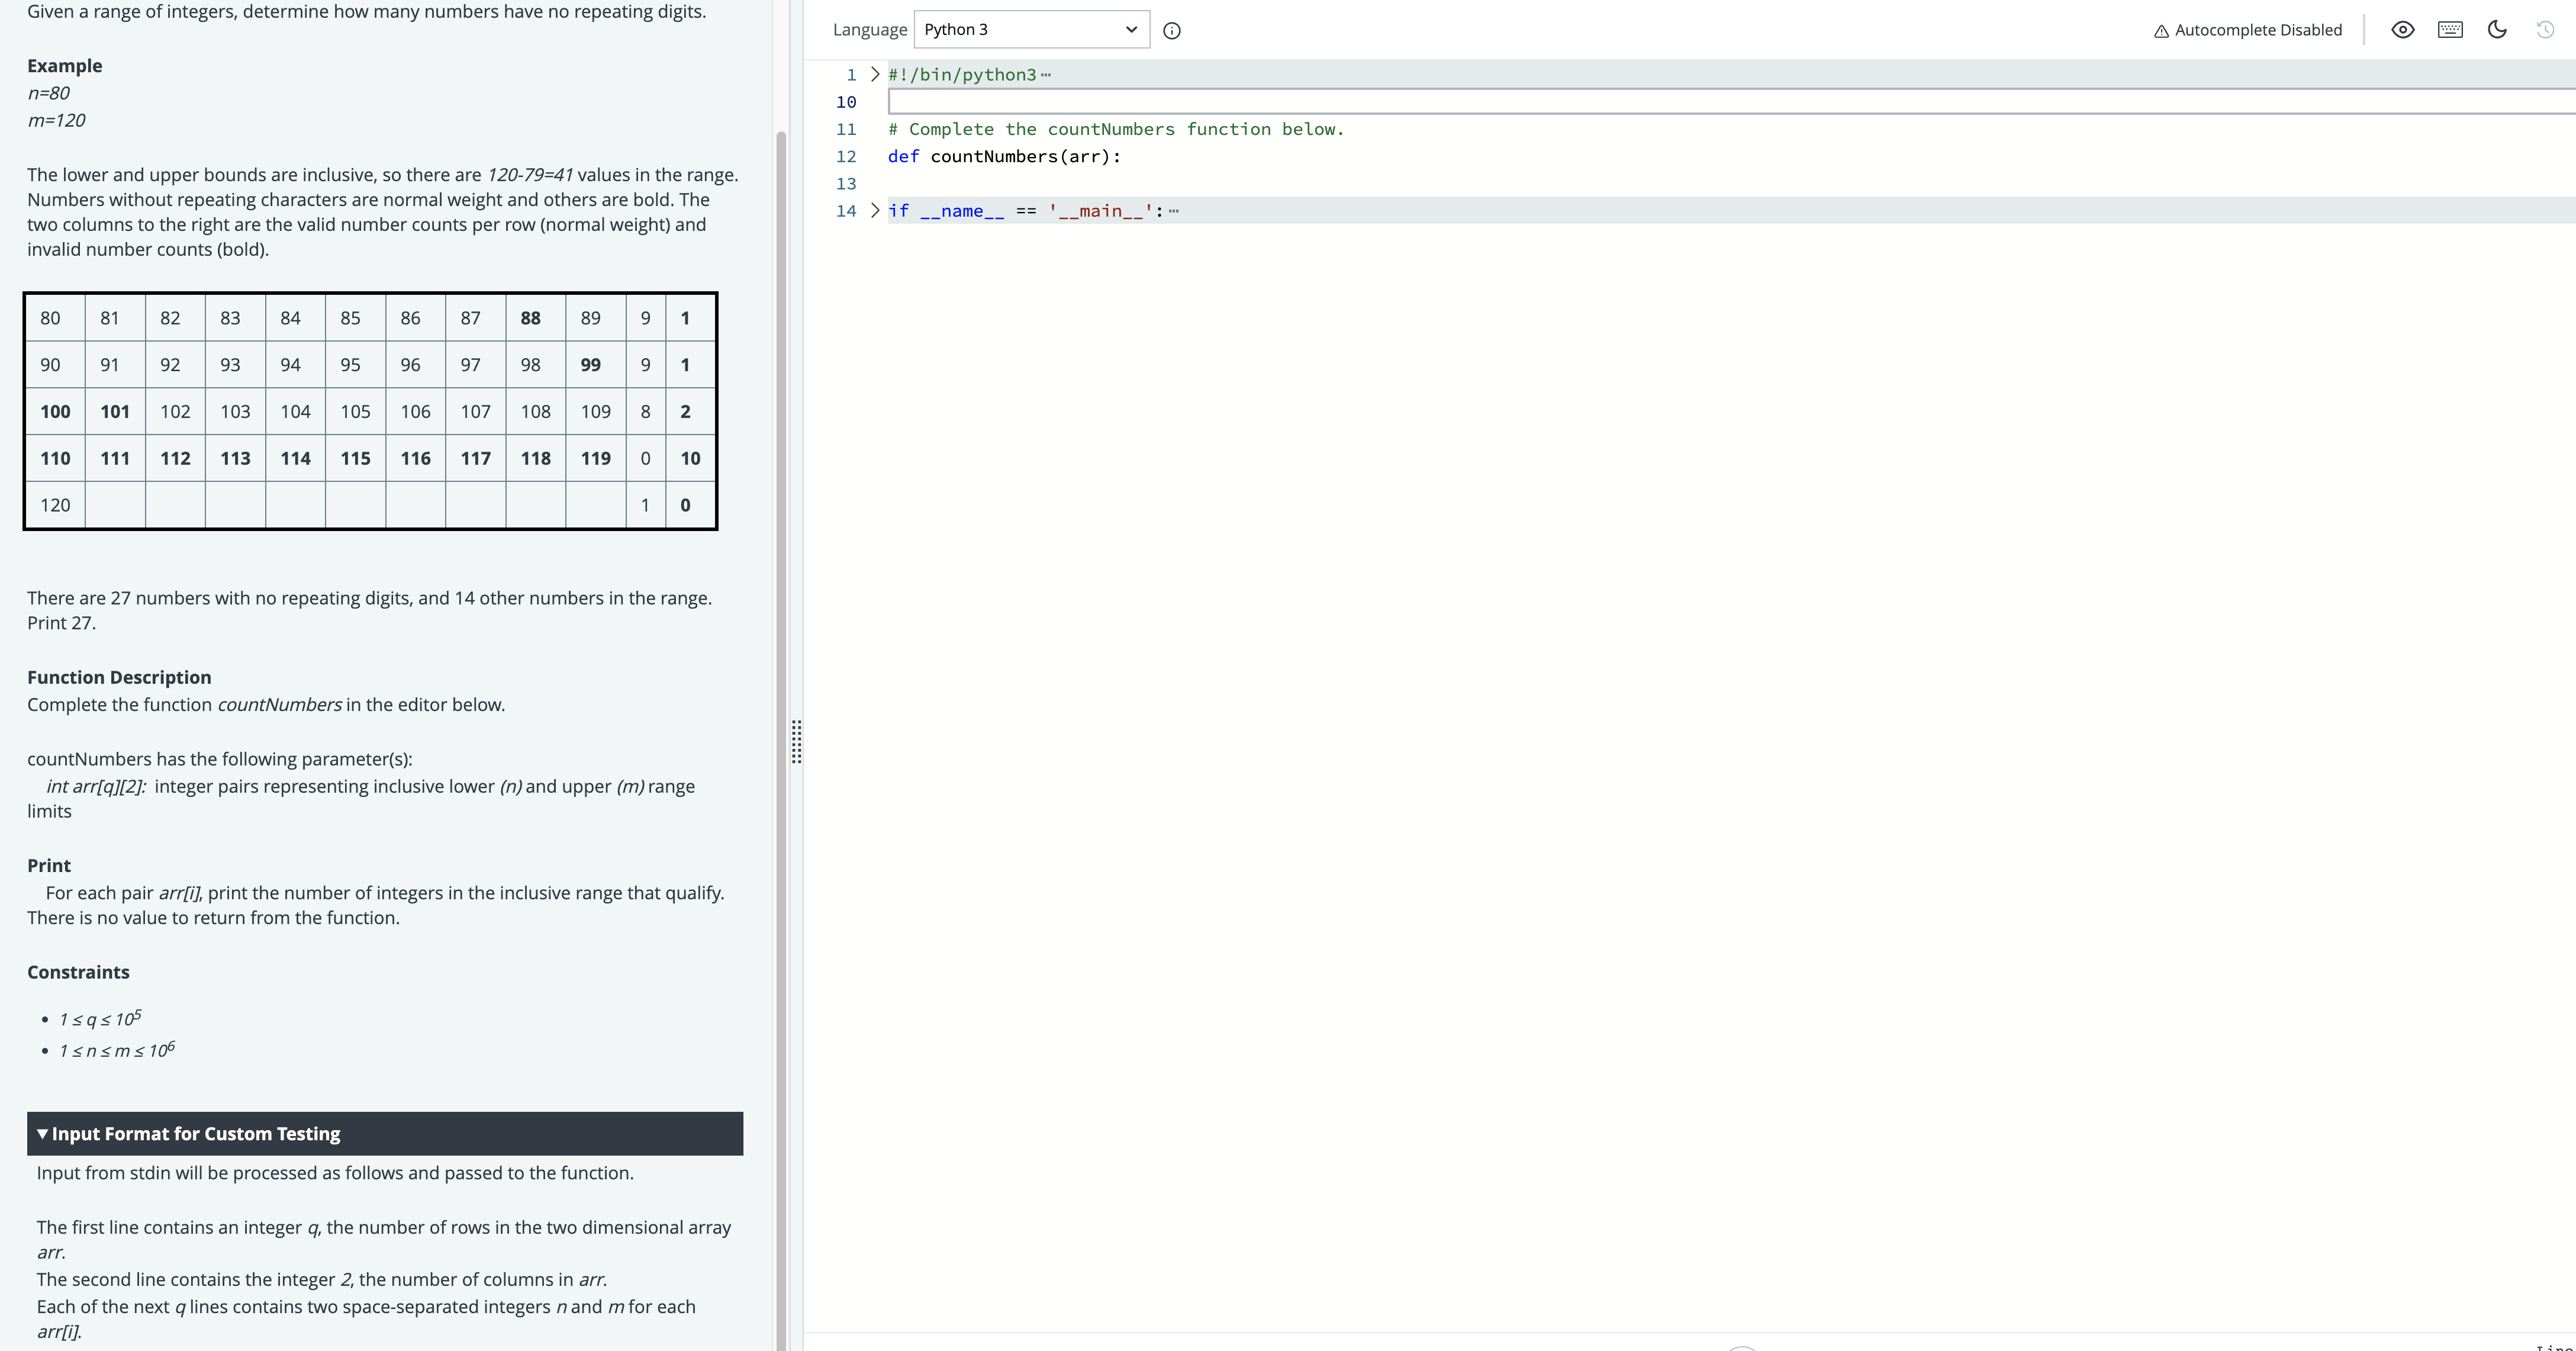 Given a range of integers, determine how many numbers have no repeating digits.
Example
n=80
m=120
The lower and upper bounds are inclusive, so there are 120-79=41 values in the range.
Numbers without repeating characters are normal weight and others are bold. The
two columns to the right are the valid number counts per row (normal weight) and
invalid number counts (bold).
80 81 82 83 84 85 86 87 88 89 9 1
90 91 92 93 94 95 96 97 98 99 9 1
100 101 102 103 104 105 106 107 108 109 8 2
110 111 112 113 114 115 116 117 118 119 0 10
120 1 0
There are 27 numbers with no repeating digits, and 14 other numbers in the range.
Print 27.
Function Description
Complete the function countNumbers in the editor below.
countNumbers has the following parameter(s):
int arr[q][2]: integer pairs representing inclusive lower (n) and upper (m) range
limits
Print
For each pair arr[i], print the number of integers in the inclusive range that qualify.
There is no value to return from the function.
Constraints
• 1 ≤ q ≤ 10⁵
• 1 ≤ n ≤ m ≤ 10⁶
▼ Input Format for Custom Testing
Input from stdin will be processed as follows and passed to the function.
The first line contains an integer q, the number of rows in the two dimensional array
arr.
The second line contains the integer 2, the number of columns in arr.
Each of the next q lines contains two space-separated integers n and m for each
arr[i].
Language Python 3
Autocomplete Disabled
1 #!/bin/python3⋯
10
11 # Complete the countNumbers function below.
12 def countNumbers(arr):
13
14 if __name__ == '__main__':⋯